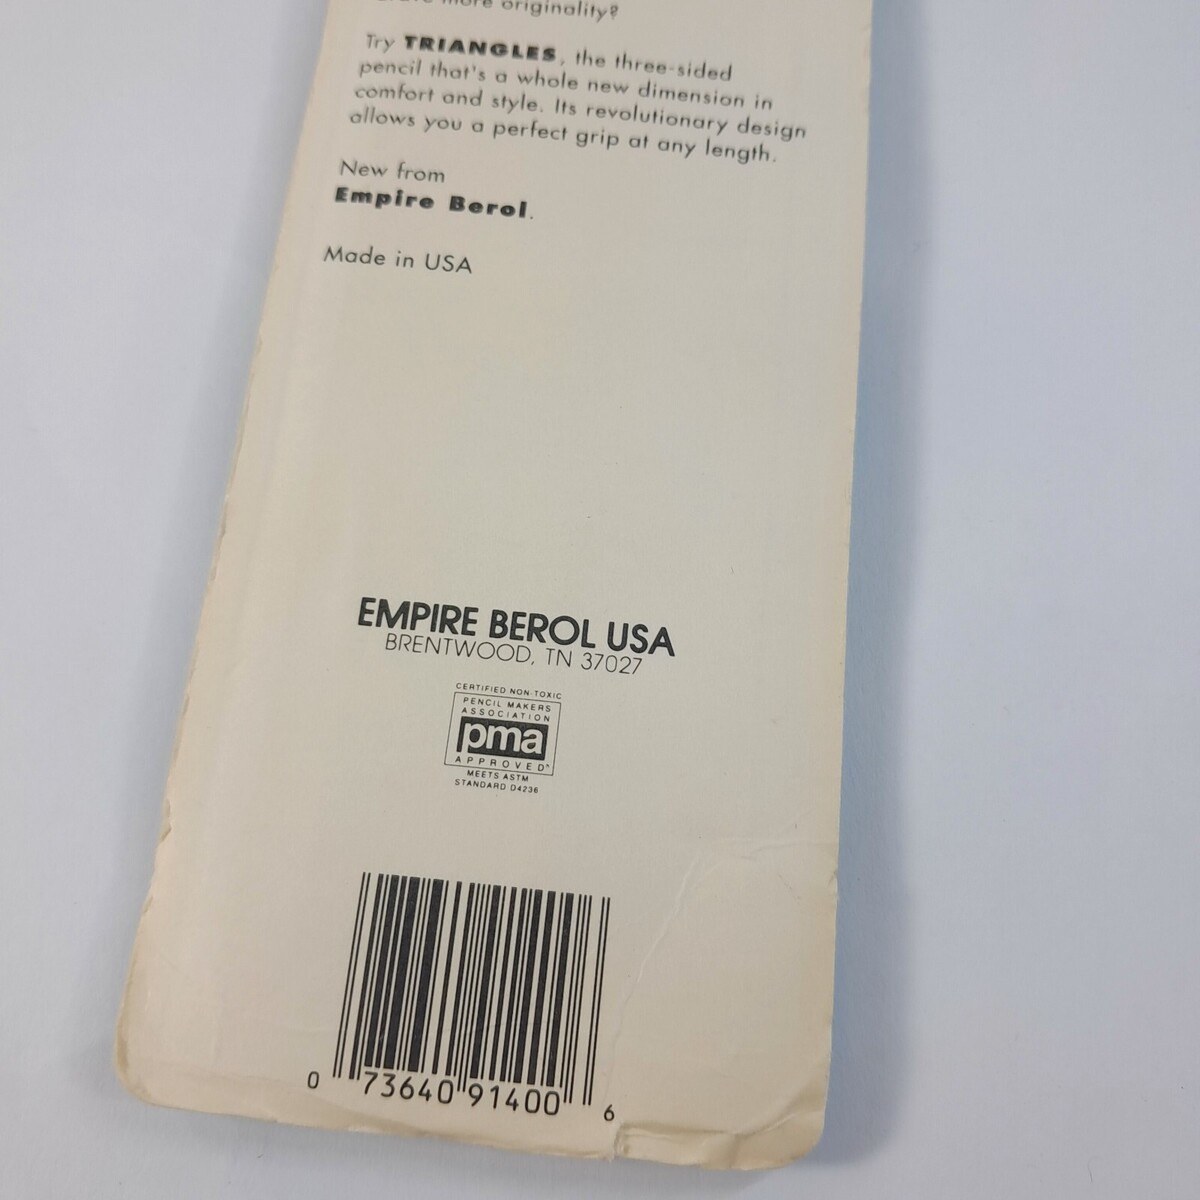 more originality?
Try TRIANGLES, the three-sided
pencil that's a whole new dimension in
comfort and style. Its revolutionary design
allows you a perfect grip at any length.
New from
Empire Berol.
Made in USA
EMPIRE BEROL USA
BRENTWOOD, TN 37027
CERTIFIED NON-TOXIC
PENCIL MAKERS
ASSOCIATION
pma
APPROVED®
MEETS ASTM
STANDARD D4236
0 73640 91400 6